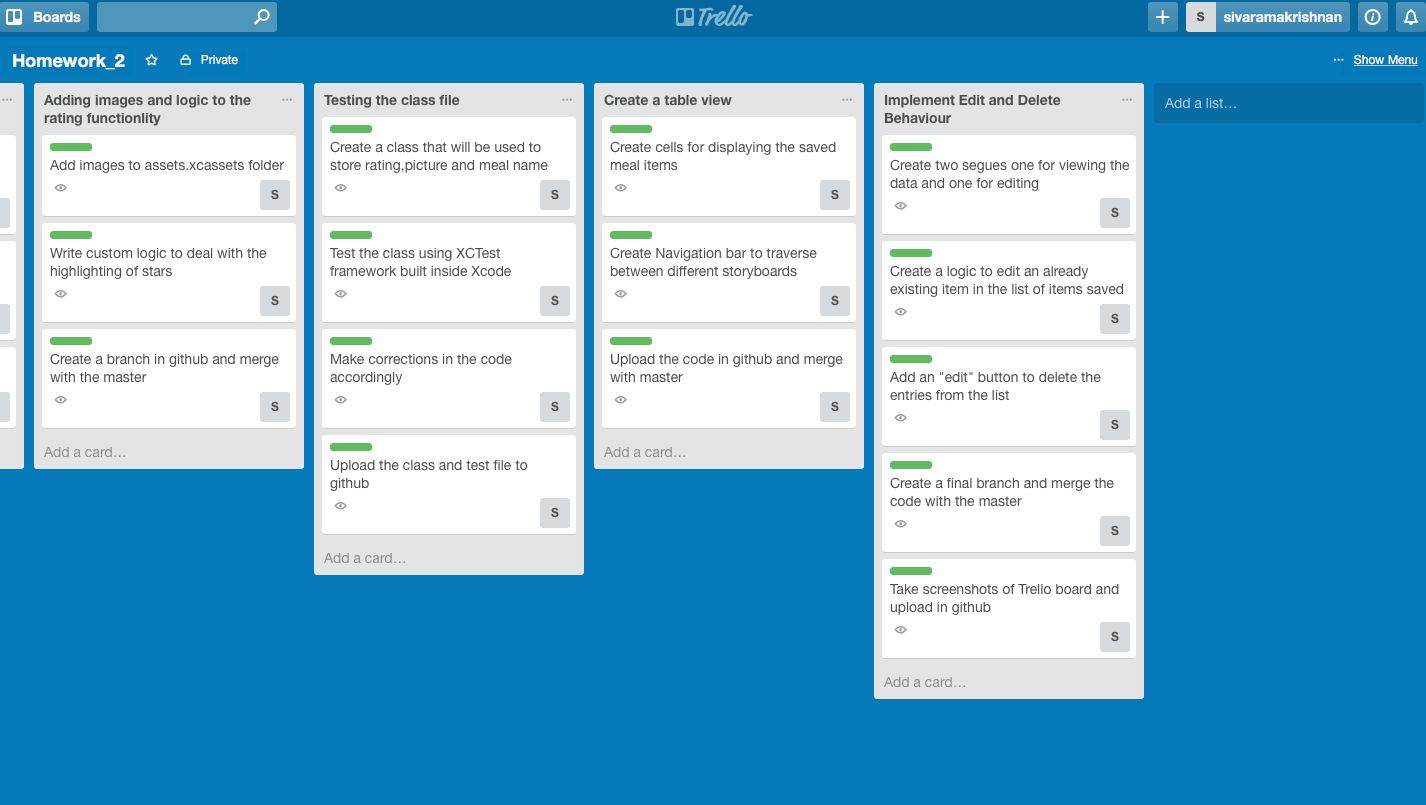 Boards
Trello
S
sivaramakrishnan
Homework_2
Private
... Show Menu
Adding images and logic to the
rating functionlity
Add images to assets.xcassets folder
S
Write custom logic to deal with the
highlighting of stars
S
Create a branch in github and merge
with the master
S
Add a card...
Testing the class file
Create a class that will be used to
store rating,picture and meal name
S
Test the class using XCTest
framework built inside Xcode
S
Make corrections in the code
accordingly
S
Upload the class and test file to
github
S
Add a card...
Create a table view
Create cells for displaying the saved
meal items
S
Create Navigation bar to traverse
between different storyboards
S
Upload the code in github and merge
with master
S
Add a card...
Implement Edit and Delete
Behaviour
Create two segues one for viewing the
data and one for editing
S
Create a logic to edit an already
existing item in the list of items saved
S
Add an "edit" button to delete the
entries from the list
S
Create a final branch and merge the
code with the master
S
Take screenshots of Trello board and
upload in github
S
Add a card...
Add a list...